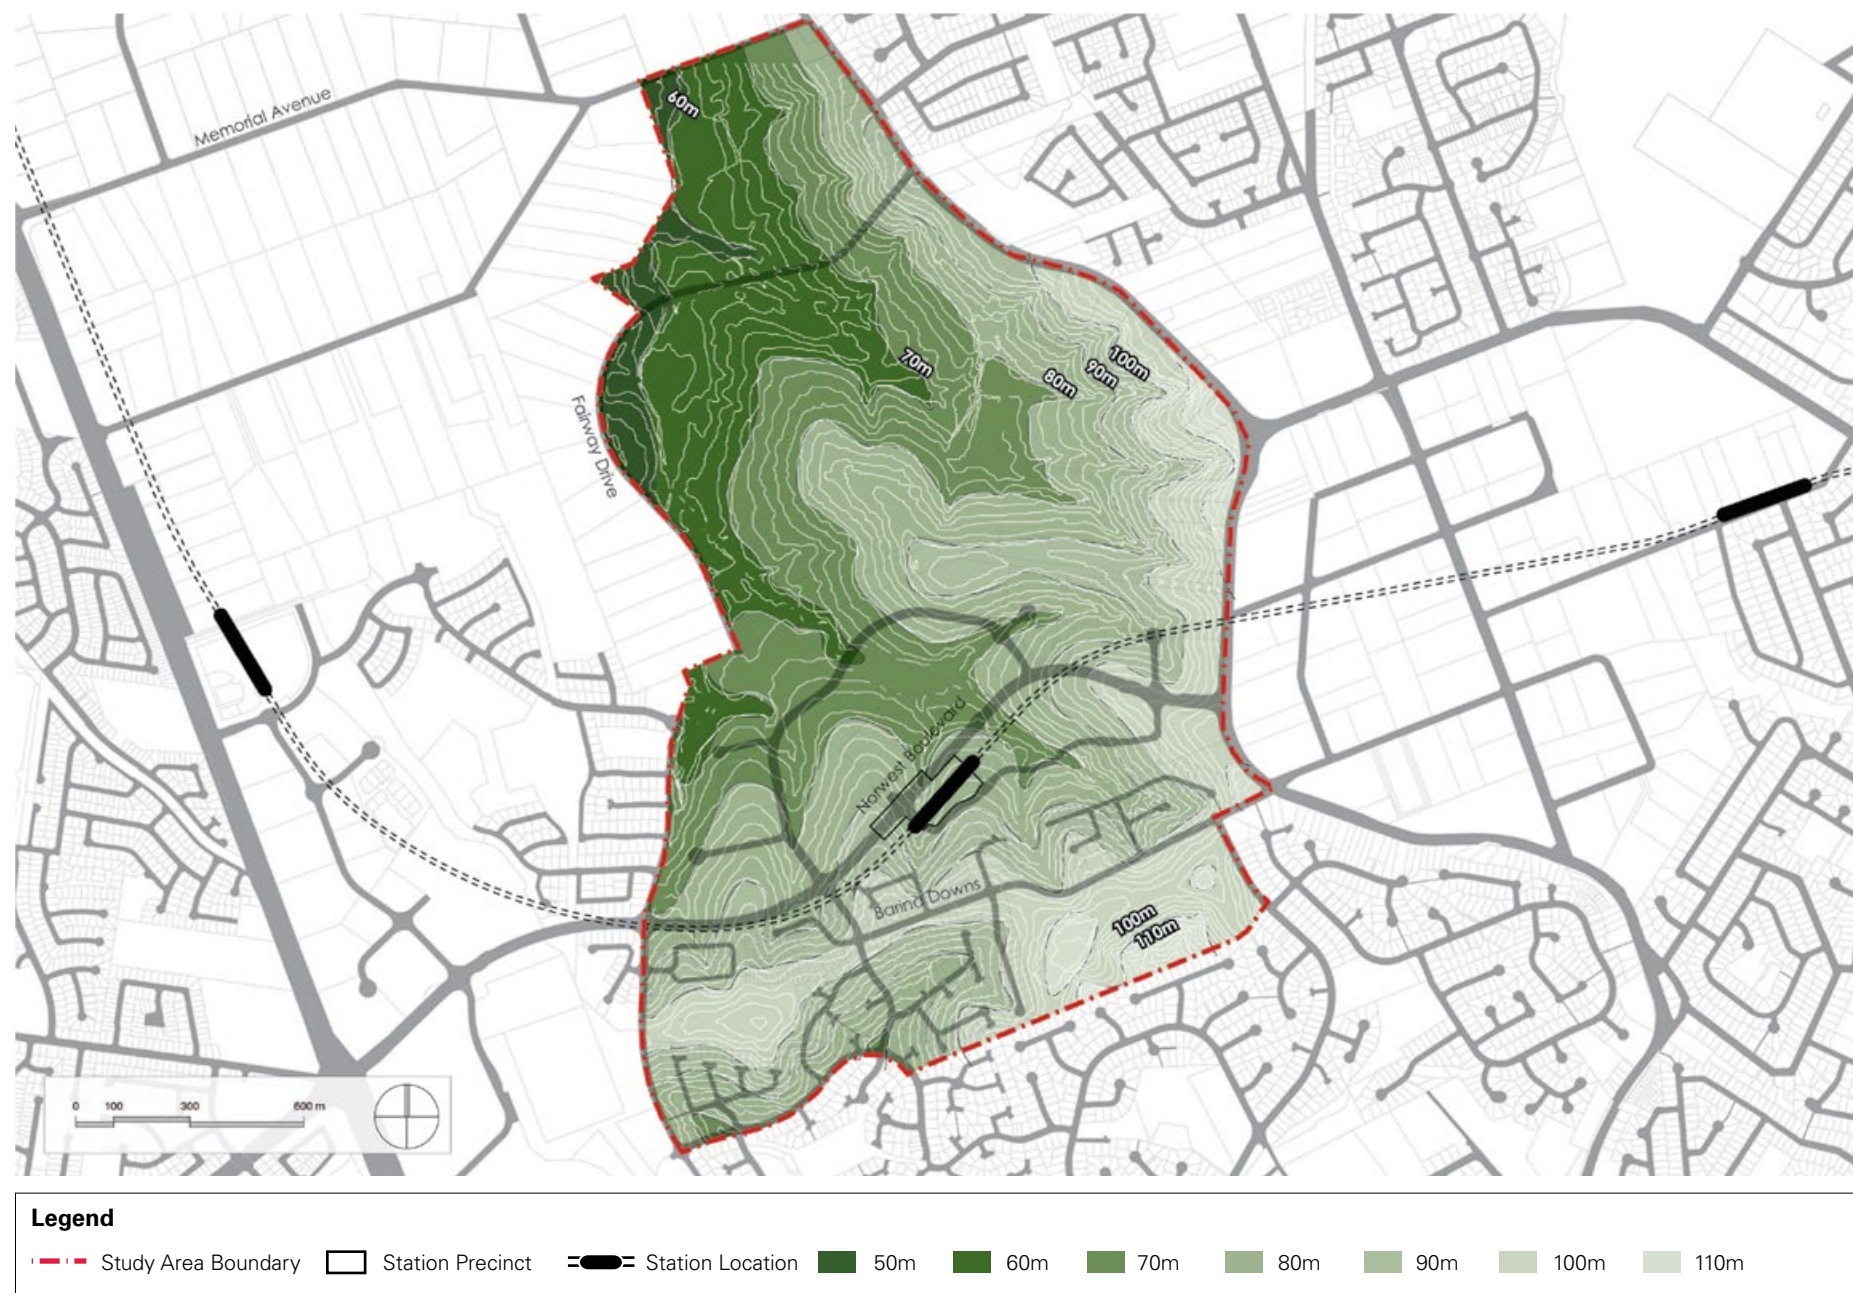 Memorial Avenue
60m
70m
80m
90m
100m
Fairway Drive
Norwest Boulevard
Barina Downs
100m
110m
0 100 300 600 m
Legend
Study Area Boundary Station Precinct Station Location 50m 60m 70m 80m 90m 100m 110m